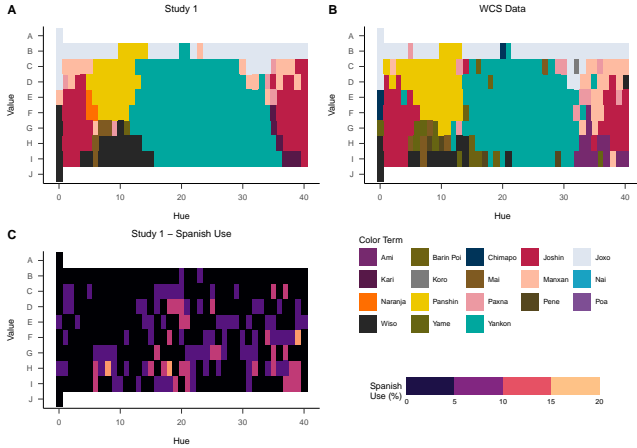 A
Study 1
A
B
C
D
E
F
G
H
I
J
Value
0
10
20
30
40
Hue
B
WCS Data
A
B
C
D
E
F
G
H
I
J
Value
0
10
20
30
40
Hue
C
Study 1 – Spanish Use
A
B
C
D
E
F
G
H
I
J
Value
0
10
20
30
40
Hue
Color Term
Ami
Barin Poi
Chimapo
Joshin
Joxo
Kari
Koro
Mai
Manxan
Nai
Naranja
Panshin
Paxna
Pene
Poa
Wiso
Yame
Yankon
Spanish
Use (%)
0
5
10
15
20